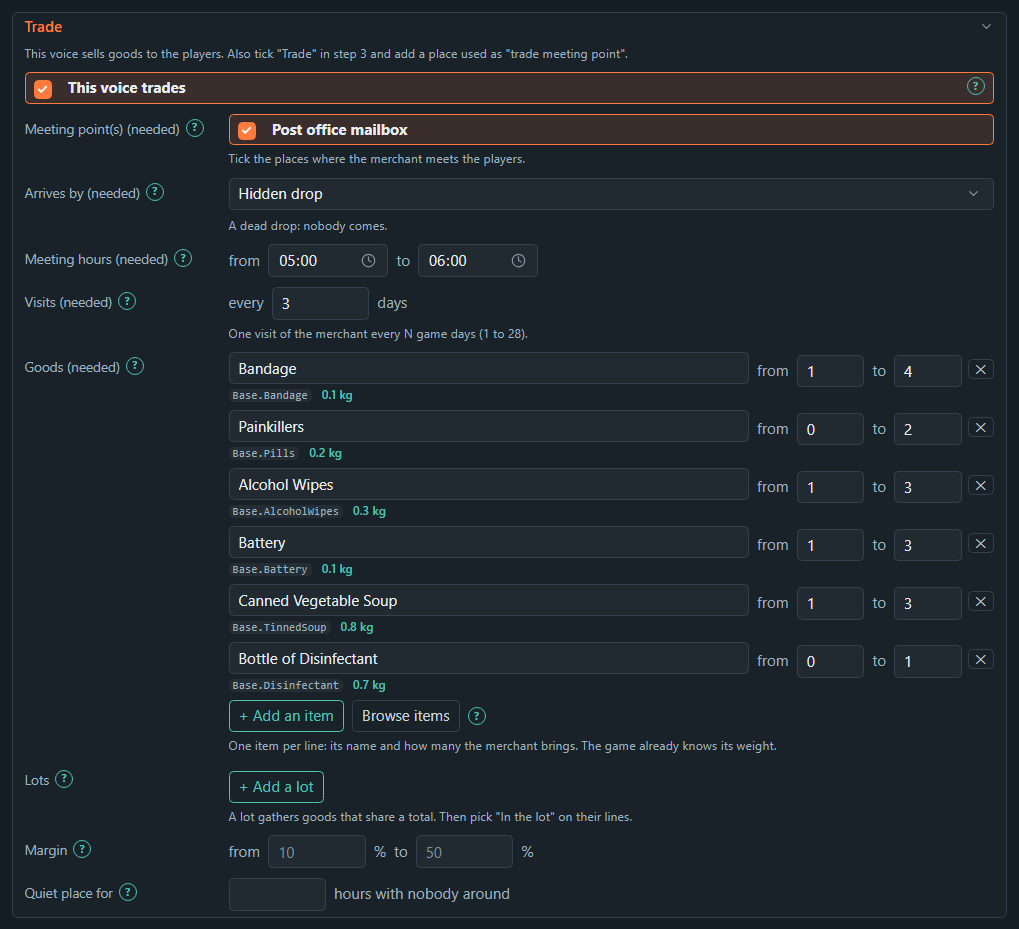 Trade
This voice sells goods to the players. Also tick "Trade" in step 3 and add a place used as "trade meeting point".
This voice trades ?
Meeting point(s) (needed) ? Post office mailbox
Tick the places where the merchant meets the players.
Arrives by (needed) ? Hidden drop
A dead drop: nobody comes.
Meeting hours (needed) ? from 05:00 to 06:00
Visits (needed) ? every 3 days
One visit of the merchant every N game days (1 to 28).
Goods (needed) ? Bandage from 1 to 4
Base.Bandage 0.1 kg
Painkillers from 0 to 2
Base.Pills 0.2 kg
Alcohol Wipes from 1 to 3
Base.AlcoholWipes 0.3 kg
Battery from 1 to 3
Base.Battery 0.1 kg
Canned Vegetable Soup from 1 to 3
Base.TinnedSoup 0.8 kg
Bottle of Disinfectant from 0 to 1
Base.Disinfectant 0.7 kg
+ Add an item Browse items ?
One item per line: its name and how many the merchant brings. The game already knows its weight.
Lots ? + Add a lot
A lot gathers goods that share a total. Then pick "In the lot" on their lines.
Margin ? from 10 % to 50 %
Quiet place for ? hours with nobody around